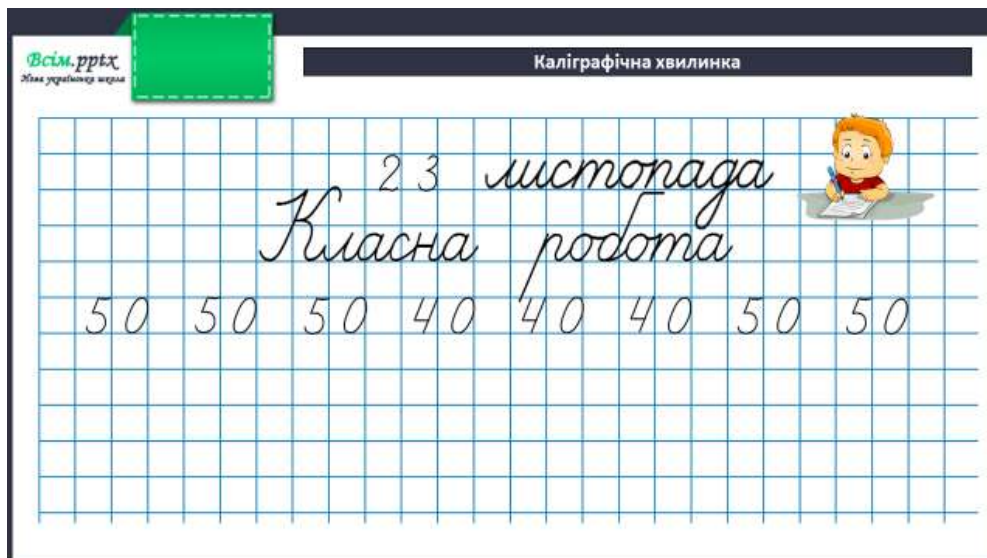 Всім.pptx
Нова українська школа
Каліграфічна хвилинка
23 листопада
Класна робота
50 50 50 40 40 40 50 50